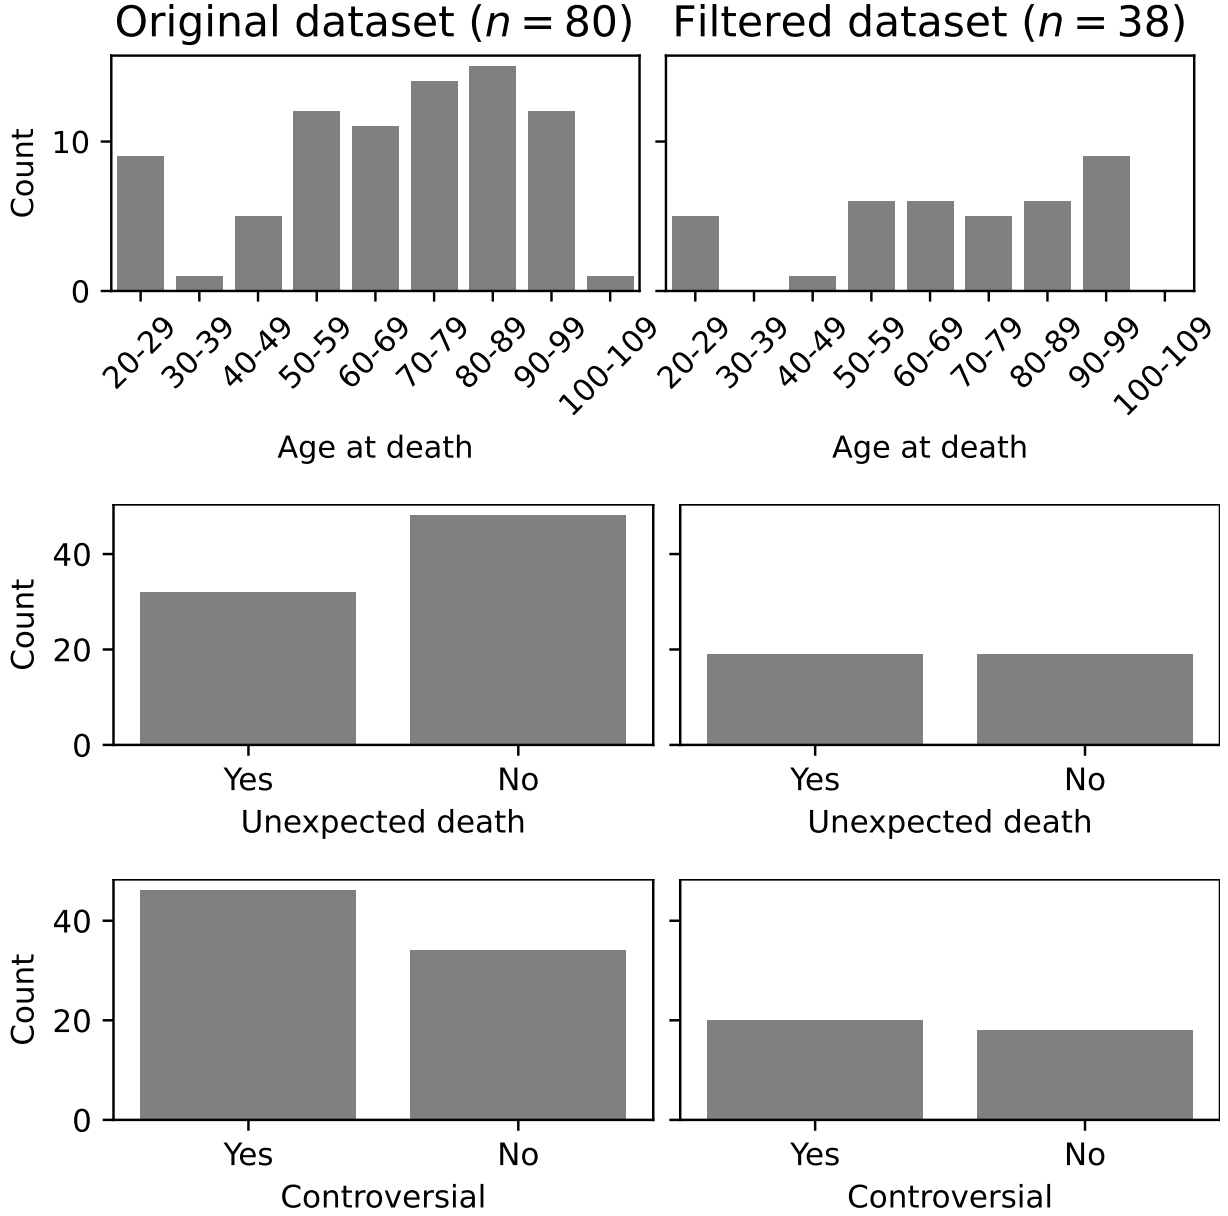 Original dataset (n = 80)
Filtered dataset (n = 38)
Count
10
0
20-29
30-39
40-49
50-59
60-69
70-79
80-89
90-99
100-109
Age at death
20-29
30-39
40-49
50-59
60-69
70-79
80-89
90-99
100-109
Age at death
Count
40
20
0
Yes
No
Unexpected death
Yes
No
Unexpected death
Count
40
20
0
Yes
No
Controversial
Yes
No
Controversial